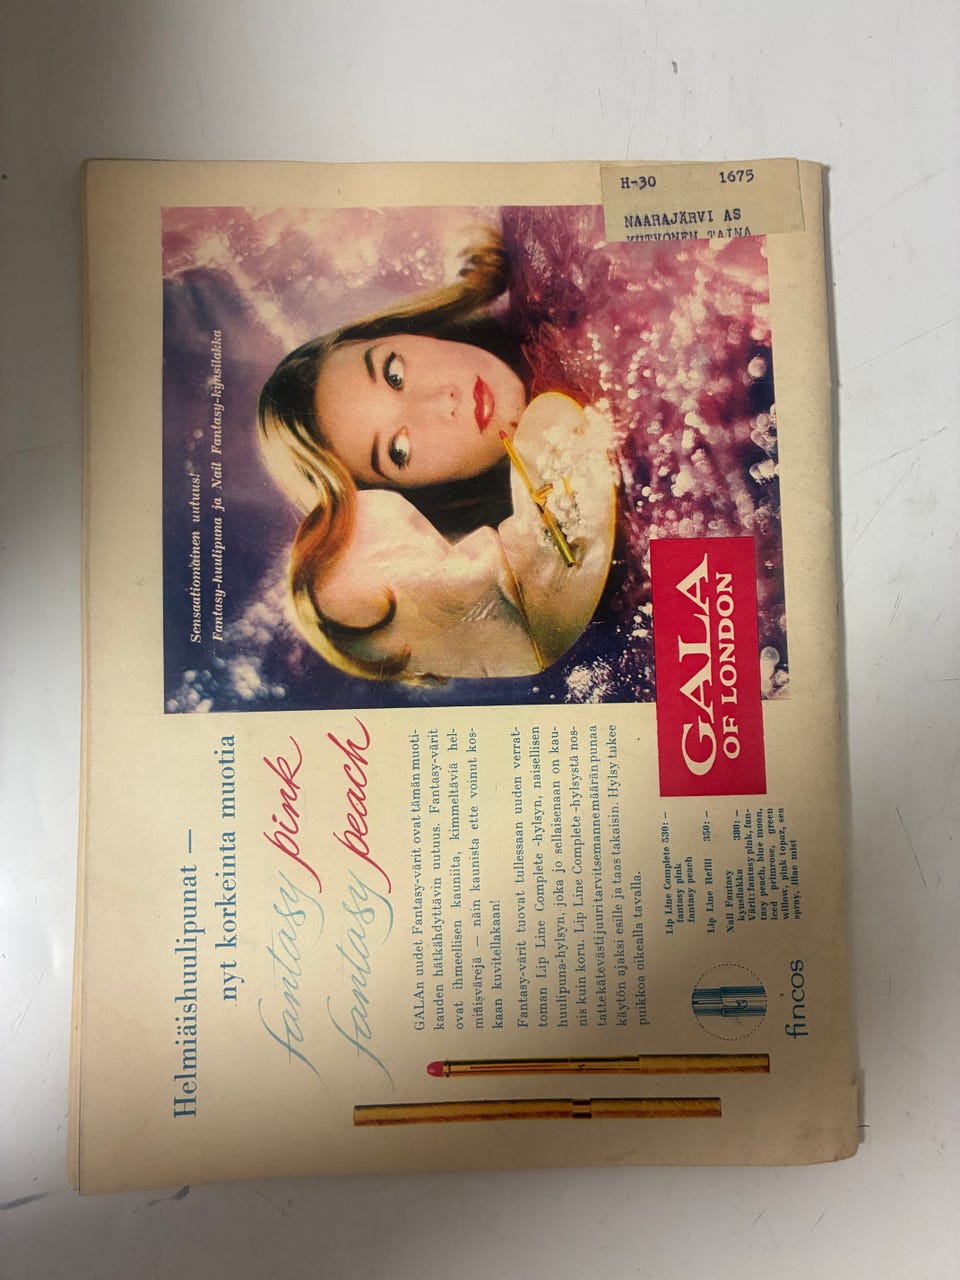 H-30 1675
NAARAJÄRVI AS
KUTVONEN TAINA
Sensaatiomainen uutuus!
Fantasy-huulipuna ja Nail Fantasy-kynsilakka
Helmiäishuulipunat —
nyt korkeinta muotia
fantasy pink
fantasy peach
GALAn uudet Fantasy-värit ovat tämän muoti-
kauden hätkähdyttävin uutuus. Fantasy-värit
ovat ihmeellisen kauniita, kimmeltäviä hel-
miäisvärejä — näin kaunista ette voinut kos-
kaan kuvitellakaan!
Fantasy-värit tuovat tullessaan uuden verrat-
toman Lip Line Complete -hylsyn, naisellisen
huulipuna-hylsyn, joka jo sellaisenaan on kau-
nis kuin koru. Lip Line Complete -hylsystä nos-
tatte kätevästi juuri tarvitsemanne määrän punaa
käytön ajaksi esille ja taas takaisin. Hylsy tukee
puikkoa oikealla tavalla.
Lip Line Complete 530: —
fantasy pink
fantasy peach
Lip Line Refill 350: —
Nail Fantasy
kynsilakka 380: —
Värit: fantasy pink, fan-
tasy peach, blue moon,
iced primrose, green
willow, pink topaz, sea
spray, lilac mist
GALA
OF LONDON
fincos